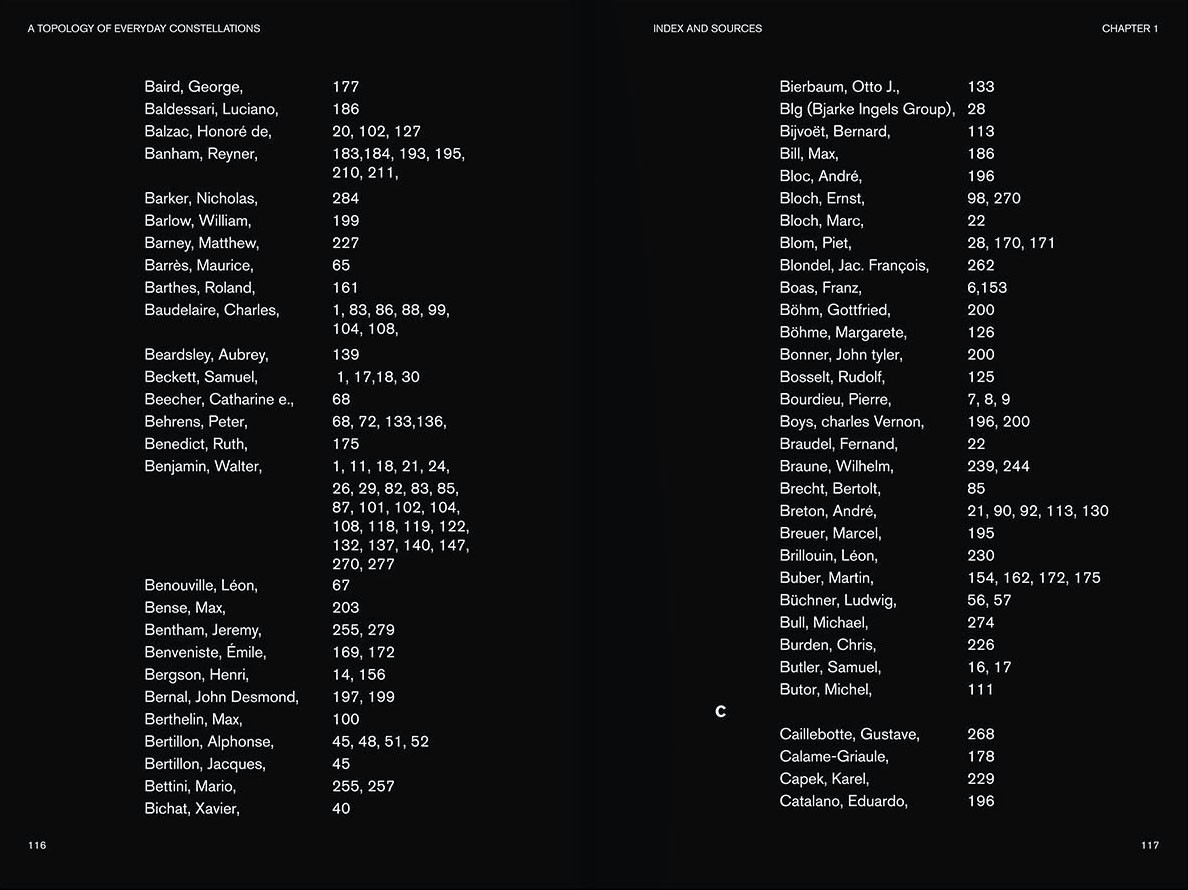 A TOPOLOGY OF EVERYDAY CONSTELLATIONS
Baird, George, 177
Baldessari, Luciano, 186
Balzac, Honoré de, 20, 102, 127
Banham, Reyner, 183,184, 193, 195,
210, 211,
Barker, Nicholas, 284
Barlow, William, 199
Barney, Matthew, 227
Barrès, Maurice, 65
Barthes, Roland, 161
Baudelaire, Charles, 1, 83, 86, 88, 99,
104, 108,
Beardsley, Aubrey, 139
Beckett, Samuel, 1, 17,18, 30
Beecher, Catharine e., 68
Behrens, Peter, 68, 72, 133,136,
Benedict, Ruth, 175
Benjamin, Walter, 1, 11, 18, 21, 24,
26, 29, 82, 83, 85,
87, 101, 102, 104,
108, 118, 119, 122,
132, 137, 140, 147,
270, 277
Benouville, Léon, 67
Bense, Max, 203
Bentham, Jeremy, 255, 279
Benveniste, Émile, 169, 172
Bergson, Henri, 14, 156
Bernal, John Desmond, 197, 199
Berthelin, Max, 100
Bertillon, Alphonse, 45, 48, 51, 52
Bertillon, Jacques, 45
Bettini, Mario, 255, 257
Bichat, Xavier, 40
116
INDEX AND SOURCES CHAPTER 1
Bierbaum, Otto J., 133
BIg (Bjarke Ingels Group), 28
Bijvoët, Bernard, 113
Bill, Max, 186
Bloc, André, 196
Bloch, Ernst, 98, 270
Bloch, Marc, 22
Blom, Piet, 28, 170, 171
Blondel, Jac. François, 262
Boas, Franz, 6,153
Böhm, Gottfried, 200
Böhme, Margarete, 126
Bonner, John tyler, 200
Bosselt, Rudolf, 125
Bourdieu, Pierre, 7, 8, 9
Boys, charles Vernon, 196, 200
Braudel, Fernand, 22
Braune, Wilhelm, 239, 244
Brecht, Bertolt, 85
Breton, André, 21, 90, 92, 113, 130
Breuer, Marcel, 195
Brillouin, Léon, 230
Buber, Martin, 154, 162, 172, 175
Büchner, Ludwig, 56, 57
Bull, Michael, 274
Burden, Chris, 226
Butler, Samuel, 16, 17
Butor, Michel, 111
C
Caillebotte, Gustave, 268
Calame-Griaule, 178
Capek, Karel, 229
Catalano, Eduardo, 196
117